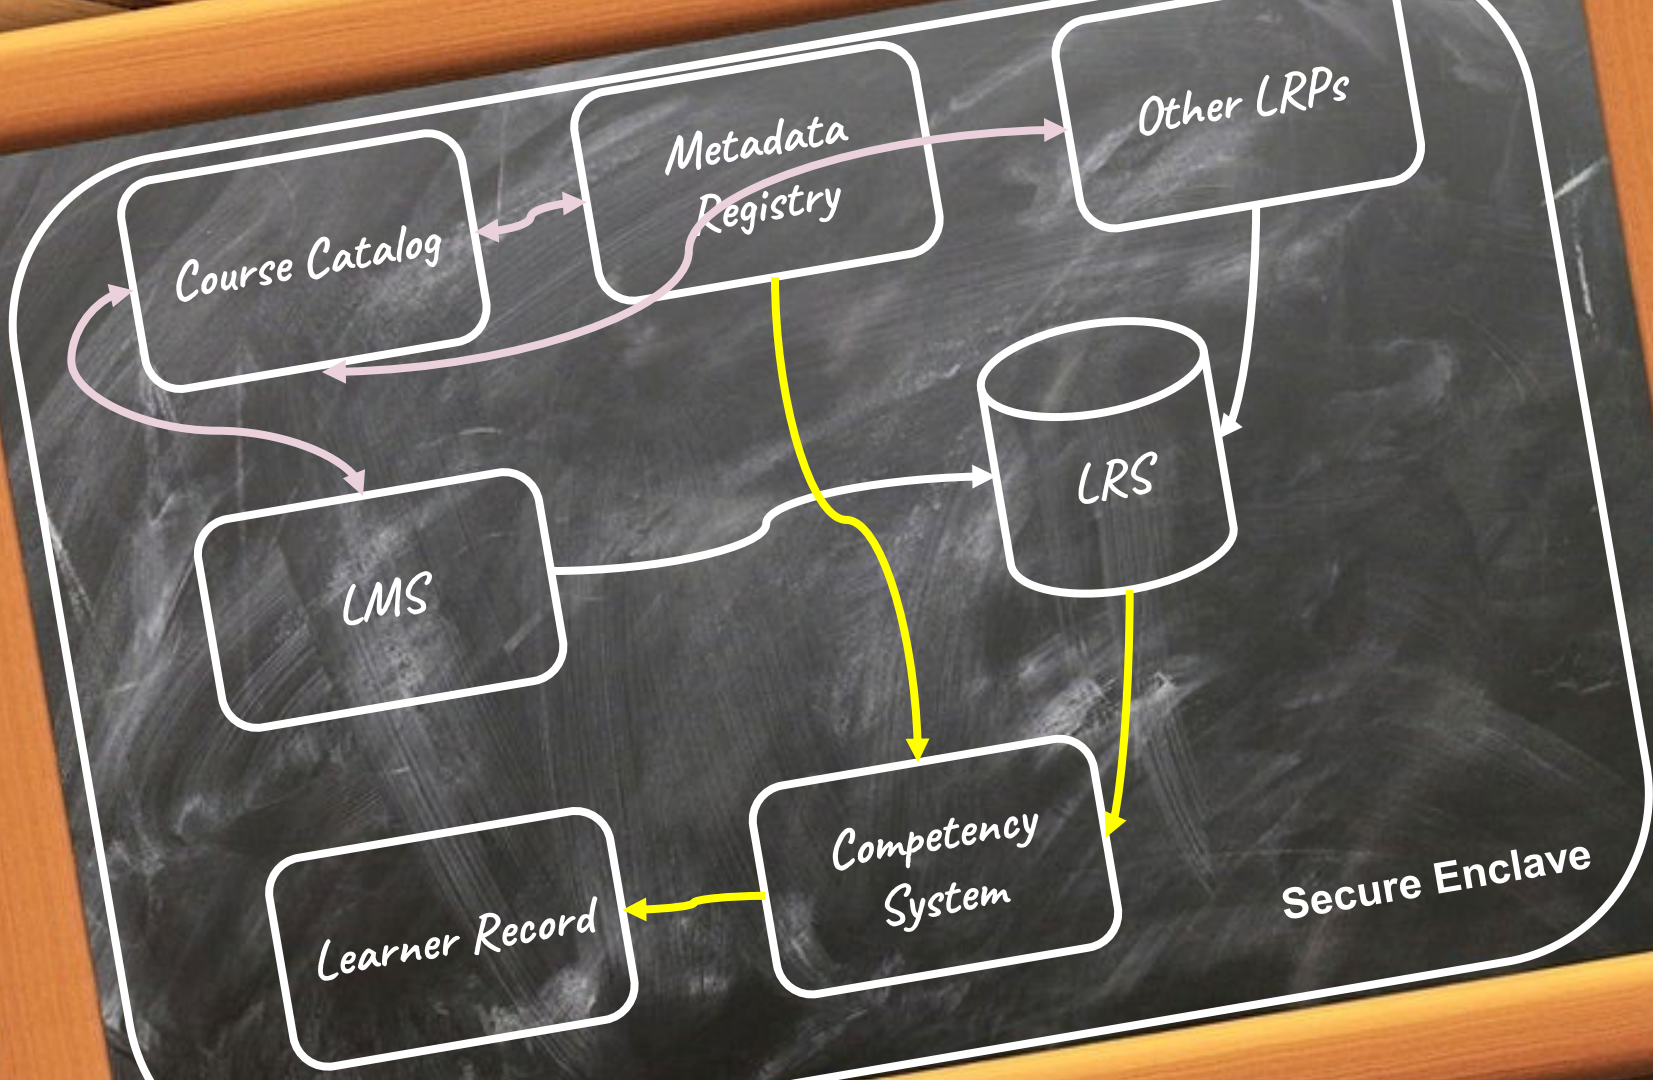 Course Catalog
Metadata
Registry
Other LRPs
LMS
LRS
Learner Record
Competency
System
Secure Enclave